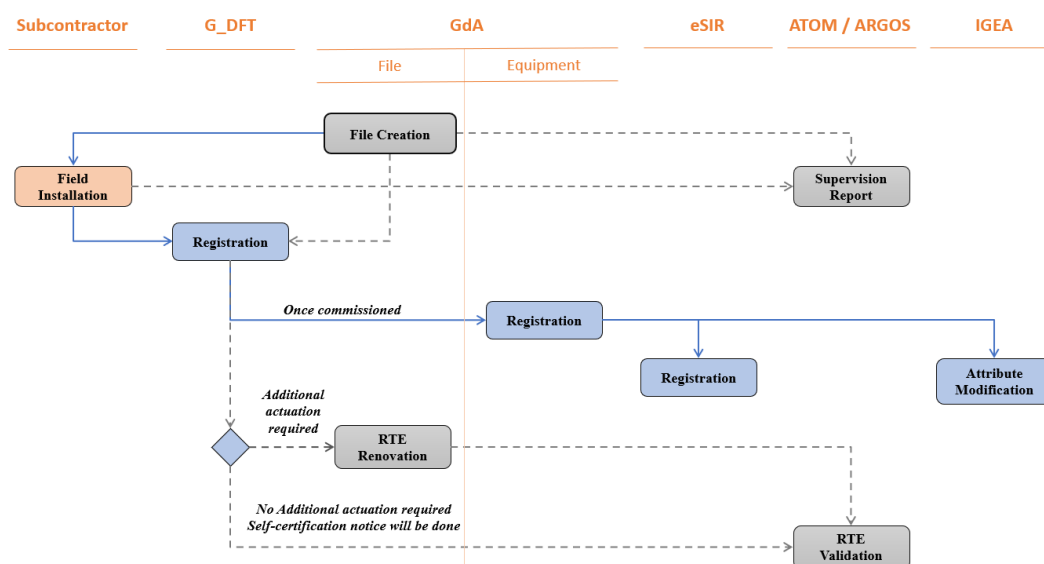 Subcontractor
G_DFT
GdA
eSIR
ATOM / ARGOS
IGEA
File
Equipment
File Creation
Field
Installation
Supervision
Report
Registration
Once commissioned
Registration
Registration
Attribute
Modification
Additional
actuation
required
RTE
Renovation
No Additional actuation required
Self-certification notice will be done
RTE
Validation